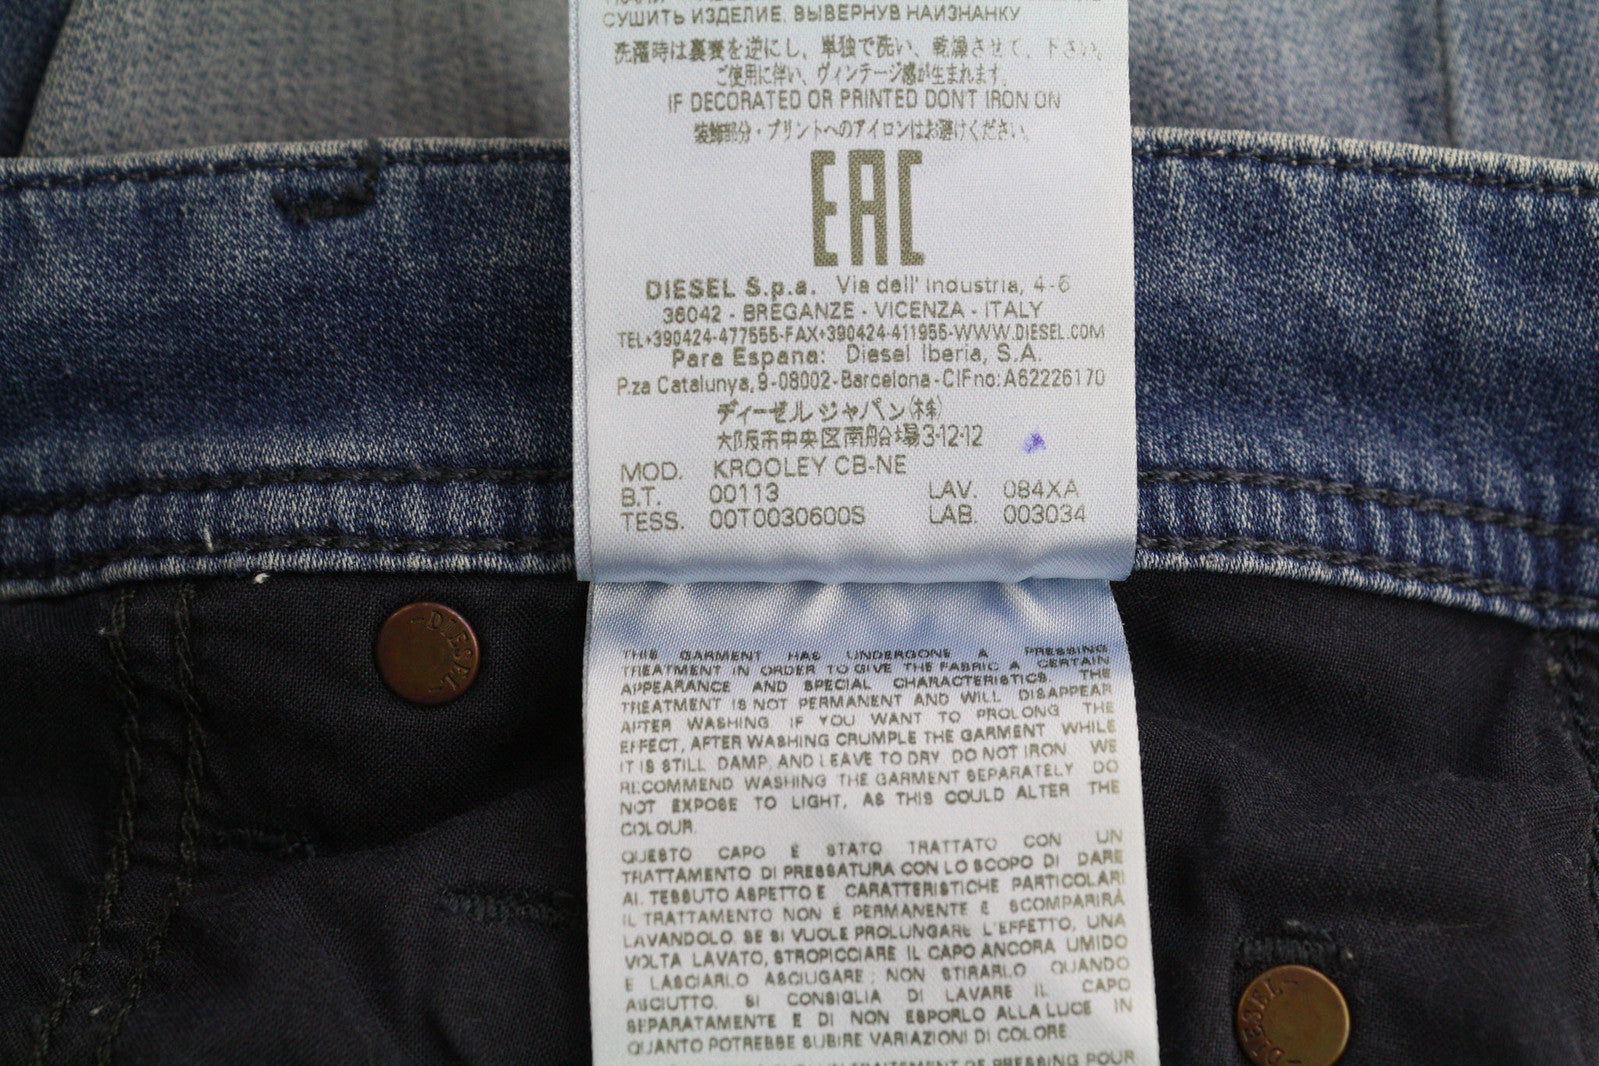 СУШИТЬ ИЗДЕЛИЕ, ВЫВЕРНУВ НАИЗНАНКУ
洗濯時は裏表を逆にし、単独で洗い、乾燥させて、下さい。
ご使用に伴い、ヴィンテージ感が生まれます。
IF DECORATED OR PRINTED DONT IRON ON
装飾部分・プリントへのアイロンはお避けください。
EAC
DIESEL S.p.a. Via dell' Industria, 4-6
36042 - BREGANZE - VICENZA - ITALY
TEL+390424-477555-FAX+390424-411955-WWW.DIESEL.COM
Para Espana: Diesel Iberia, S.A.
P.za Catalunya, 9-08002-Barcelona-CIFno:A62226170
ディーゼルジャパン(株)
大阪市中央区南船場3-12-12
MOD. KROOLEY CB-NE
B.T. 00113 LAV. 084XA
TESS. 00T0030600S LAB. 003034
THIS GARMENT HAS UNDERGONE A PRESSING
TREATMENT IN ORDER TO GIVE THE FABRIC A CERTAIN
APPEARANCE AND SPECIAL CHARACTERISTICS. THE
TREATMENT IS NOT PERMANENT AND WILL DISAPPEAR
AFTER WASHING. IF YOU WANT TO PROLONG THE
EFFECT, AFTER WASHING CRUMPLE THE GARMENT WHILE
IT IS STILL DAMP, AND LEAVE TO DRY. DO NOT IRON. WE
RECOMMEND WASHING THE GARMENT SEPARATELY. DO
NOT EXPOSE TO LIGHT, AS THIS COULD ALTER THE
COLOUR.
QUESTO CAPO È STATO TRATTATO CON UN
TRATTAMENTO DI PRESSATURA CON LO SCOPO DI DARE
AL TESSUTO ASPETTO E CARATTERISTICHE PARTICOLARI
IL TRATTAMENTO NON È PERMANENTE E SCOMPARIRÀ
LAVANDOLO. SE SI VUOLE PROLUNGARE L'EFFETTO, UNA
VOLTA LAVATO, STROPICCIARE IL CAPO ANCORA UMIDO
E LASCIARLO ASCIUGARE; NON STIRARLO QUANDO
ASCIUTTO. SI CONSIGLIA DI LAVARE IL CAPO
SEPARATAMENTE E DI NON ESPORLO ALLA LUCE IN
QUANTO POTREBBE SUBIRE VARIAZIONI DI COLORE.
UN TRAITEMENT DE PRESSING POUR
DIESEL
DIESEL